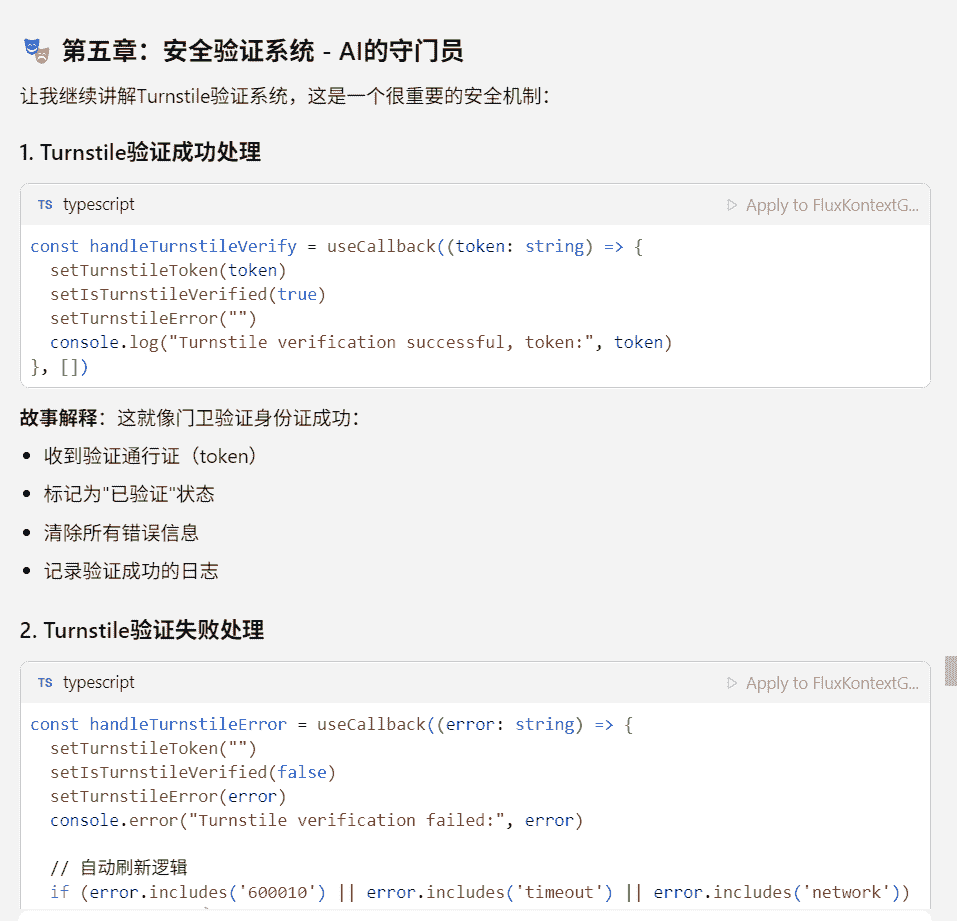 第五章：安全验证系统 - AI的守门员
让我继续讲解Turnstile验证系统，这是一个很重要的安全机制：
1. Turnstile验证成功处理
TS typescript
Apply to FluxKontextG...
const handleTurnstileVerify = useCallback((token: string) => {
setTurnstileToken(token)
setIsTurnstileVerified(true)
setTurnstileError("")
console.log("Turnstile verification successful, token:", token)
}, [])
故事解释：这就像门卫验证身份证成功：
• 收到验证通行证（token）
• 标记为"已验证"状态
• 清除所有错误信息
• 记录验证成功的日志
2. Turnstile验证失败处理
TS typescript
Apply to FluxKontextG...
const handleTurnstileError = useCallback((error: string) => {
setTurnstileToken("")
setIsTurnstileVerified(false)
setTurnstileError(error)
console.error("Turnstile verification failed:", error)
// 自动刷新逻辑
if (error.includes('600010') || error.includes('timeout') || error.includes('network'))